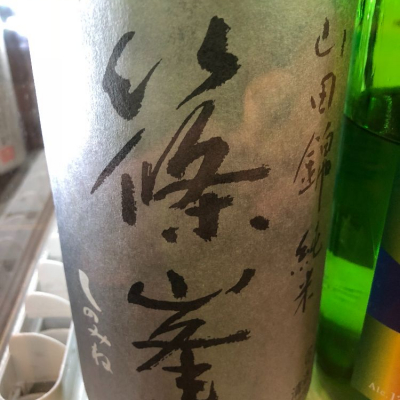 山田錦 純米
篠峯
しのみね